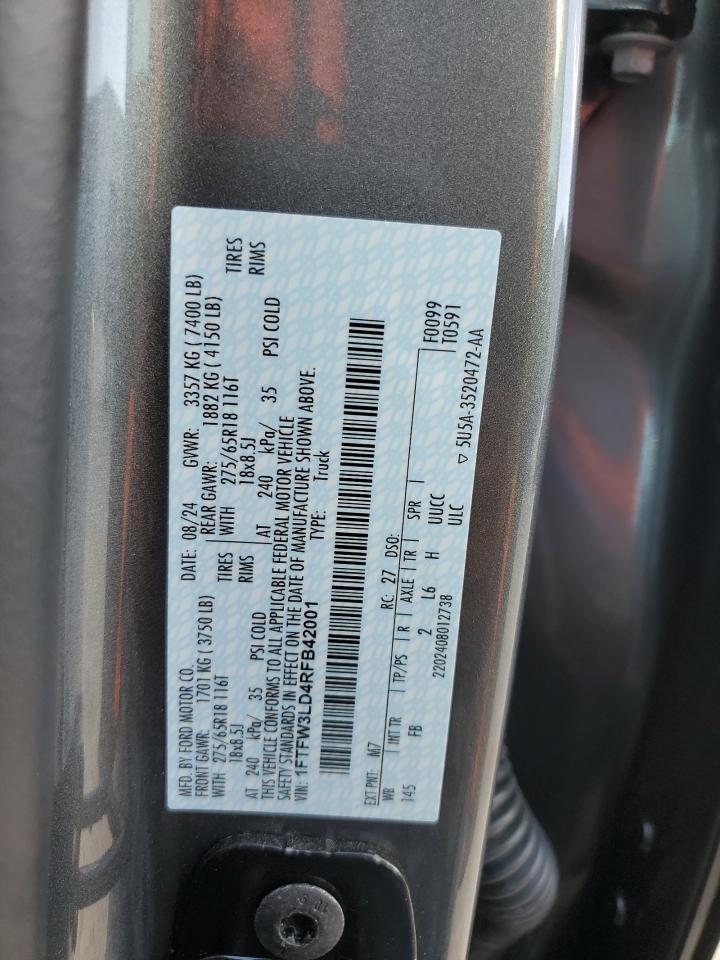 MFD. BY FORD MOTOR CO. DATE: 08/24 GVWR: 3357 KG ( 7400 LB)
FRONT GAWR: 1701 KG ( 3750 LB) REAR GAWR: 1882 KG ( 4150 LB)
WITH 275/65R18 116T TIRES WITH 275/65R18 116T TIRES
18x8.5J RIMS 18x8.5J RIMS
AT 240 kPa/ 35 PSI COLD AT 240 kPa/ 35 PSI COLD
THIS VEHICLE CONFORMS TO ALL APPLICABLE FEDERAL MOTOR VEHICLE
SAFETY STANDARDS IN EFFECT ON THE DATE OF MANUFACTURE SHOWN ABOVE.
VIN: 1FTFW3LD4RFB42001 TYPE: Truck
EXT PNT: M7 RC: 27 DSO: F0099
WB | INT TR | TP/PS | R | AXLE | TR | SPR | T0591
145 FB 2 L6 H UUCC ▽ 5U5A-3520472-AA
2202408012738 ULC